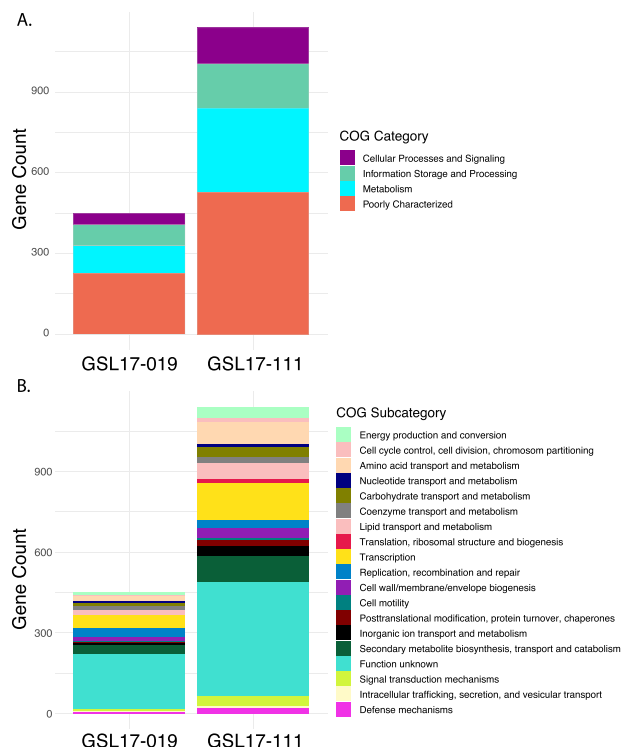 A.
900
600
300
0
Gene Count
GSL17-019
GSL17-111
COG Category
Cellular Processes and Signaling
Information Storage and Processing
Metabolism
Poorly Characterized
B.
900
600
300
0
Gene Count
GSL17-019
GSL17-111
COG Subcategory
Energy production and conversion
Cell cycle control, cell division, chromosom partitioning
Amino acid transport and metabolism
Nucleotide transport and metabolism
Carbohydrate transport and metabolism
Coenzyme transport and metabolism
Lipid transport and metabolism
Translation, ribosomal structure and biogenesis
Transcription
Replication, recombination and repair
Cell wall/membrane/envelope biogenesis
Cell motility
Posttranslational modification, protein turnover, chaperones
Inorganic ion transport and metabolism
Secondary metabolite biosynthesis, transport and catabolism
Function unknown
Signal transduction mechanisms
Intracellular trafficking, secretion, and vesicular transport
Defense mechanisms